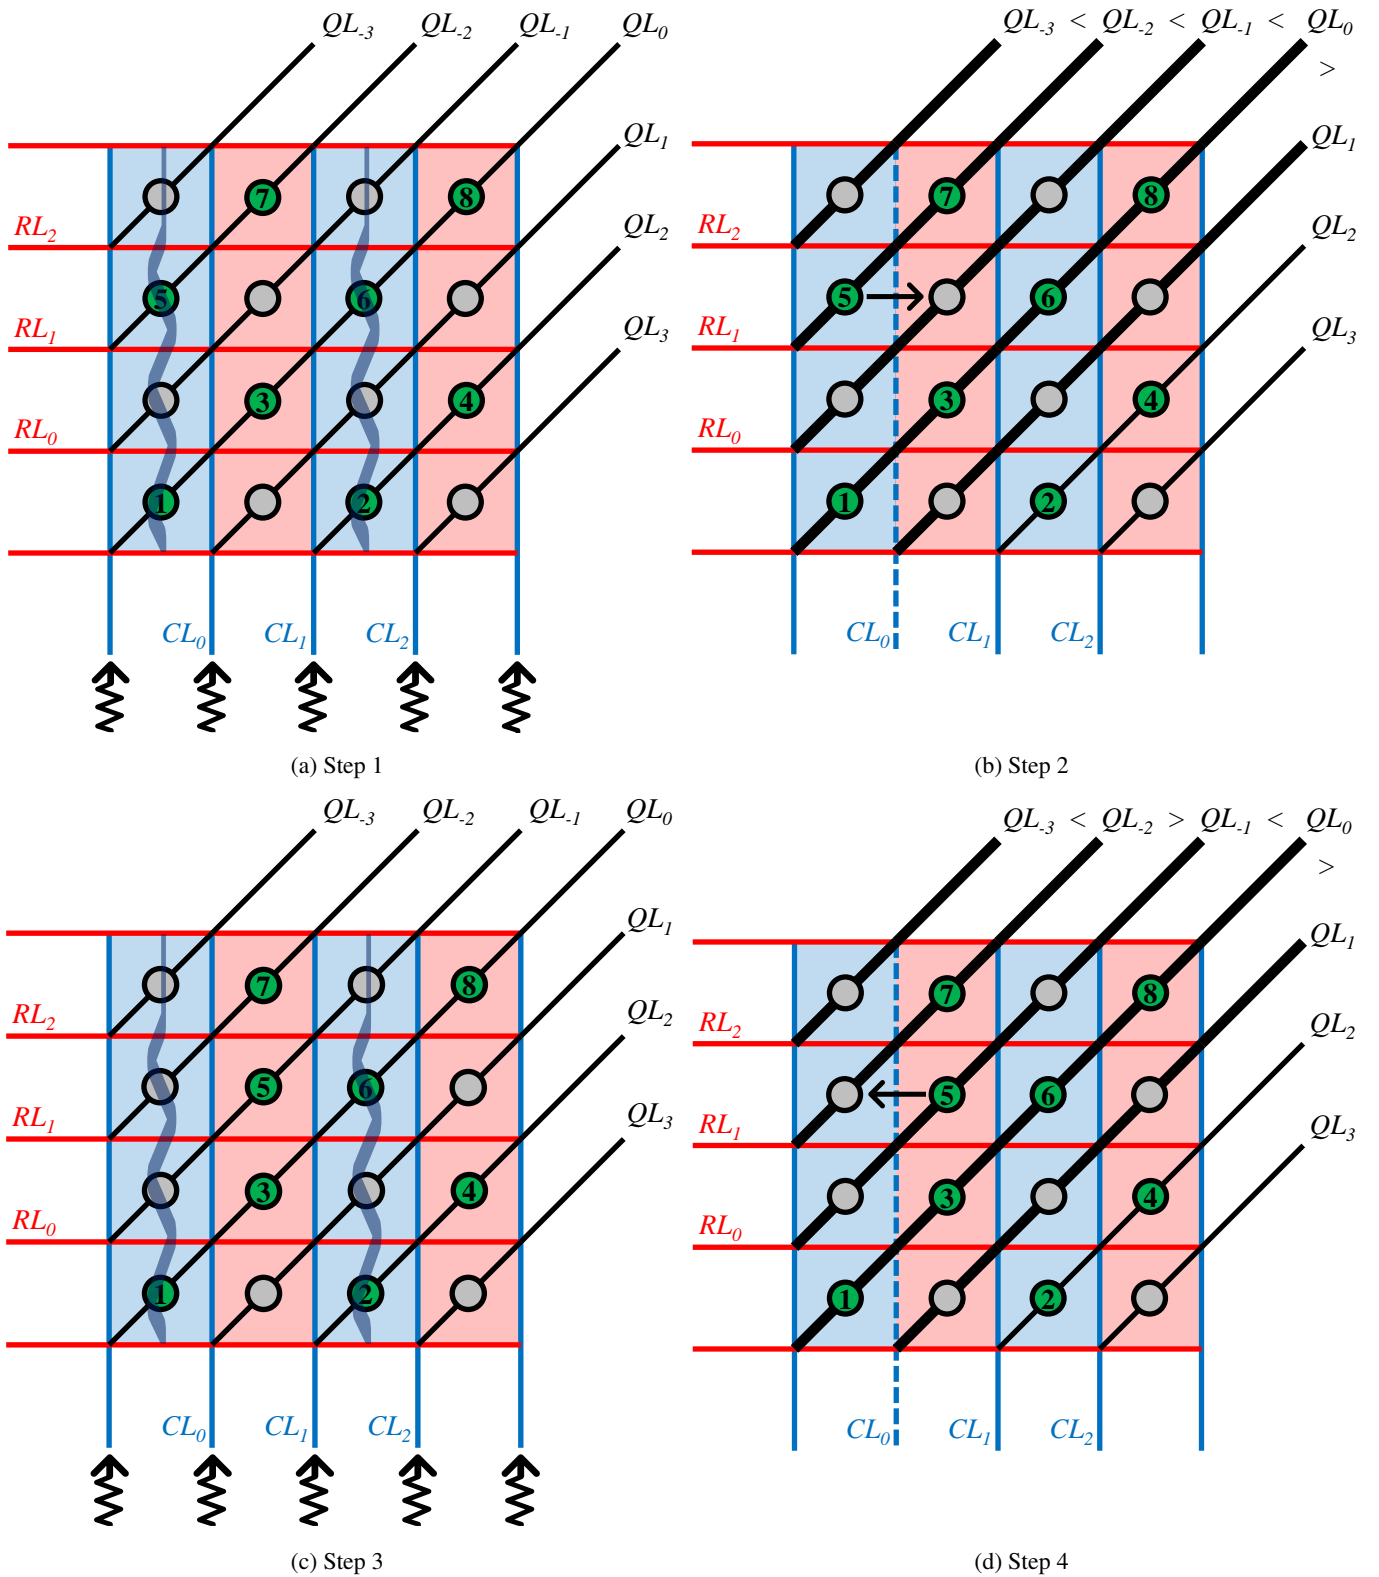 QL-3 QL-2 QL-1 QL0
QL1
7 8
RL2
QL2
5 6
RL1
QL3
3 4
RL0
1 2
CL0 CL1 CL2
(a) Step 1
QL-3 < QL-2 < QL-1 < QL0
>
QL1
7 8
RL2
QL2
5 6
RL1
QL3
3 4
RL0
1 2
CL0 CL1 CL2
(b) Step 2
QL-3 QL-2 QL-1 QL0
QL1
7 8
RL2
QL2
5 6
RL1
QL3
3 4
RL0
1 2
CL0 CL1 CL2
(c) Step 3
QL-3 < QL-2 > QL-1 < QL0
>
QL1
7 8
RL2
QL2
5 6
RL1
QL3
3 4
RL0
1 2
CL0 CL1 CL2
(d) Step 4